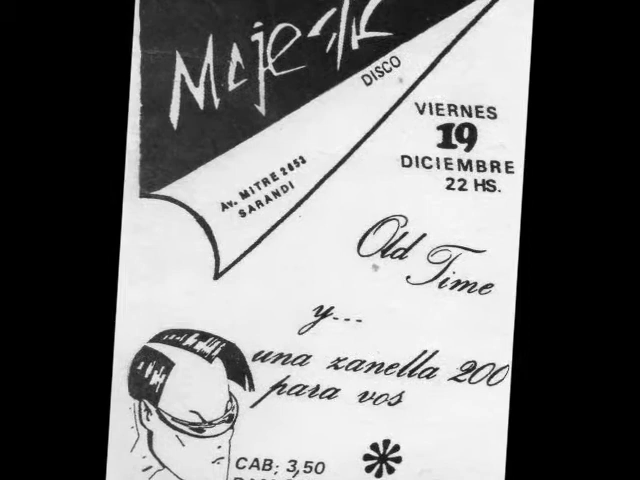 Majestic
DISCO
AV. MITRE 2653
SARANDI
VIERNES
19
DICIEMBRE
22 HS.
Old Time
y...
una zanella 200
para vos
CAB; 3,50